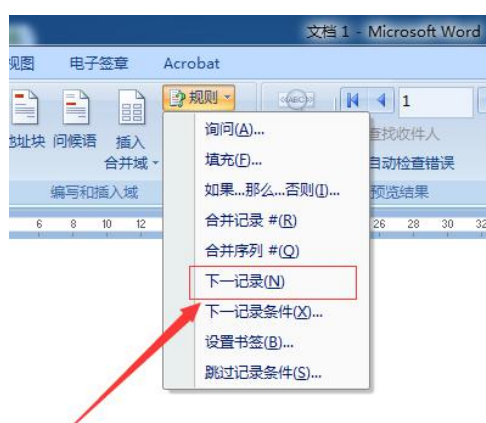 文档 1 - Microsoft Word
视图 电子签章 Acrobat
规则
1
地址块 问候语 插入
合并域
查找收件人
自动检查错误
编写和插入域
预览结果
6 8 10 12
26 28 30 32
询问(A)...
填充(F)...
如果...那么...否则(I)...
合并记录 #(R)
合并序列 #(Q)
下一记录(N)
下一记录条件(X)...
设置书签(B)...
跳过记录条件(S)...